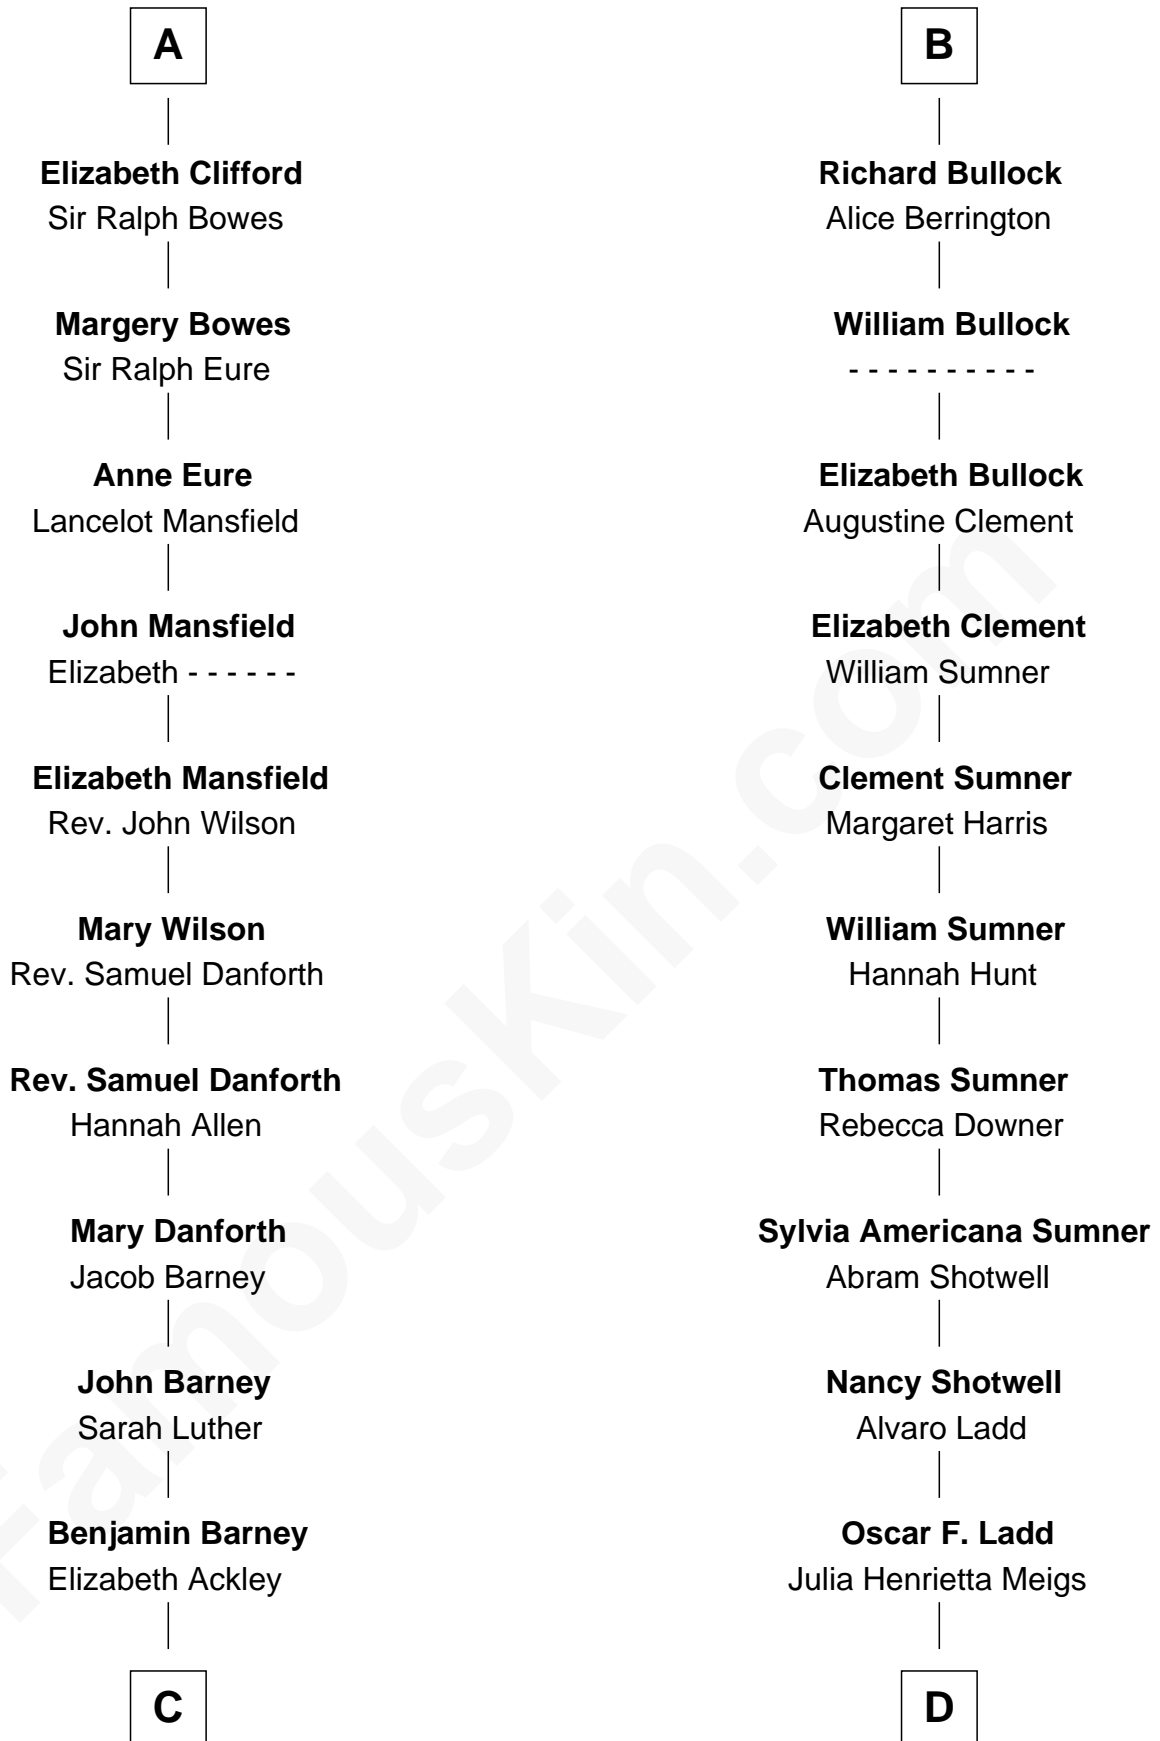 A
Elizabeth Clifford
Sir Ralph Bowes
Margery Bowes
Sir Ralph Eure
Anne Eure
Lancelot Mansfield
John Mansfield
Elizabeth - - - - - -
Elizabeth Mansfield
Rev. John Wilson
Mary Wilson
Rev. Samuel Danforth
Rev. Samuel Danforth
Hannah Allen
Mary Danforth
Jacob Barney
John Barney
Sarah Luther
Benjamin Barney
Elizabeth Ackley
C
B
Richard Bullock
Alice Berrington
William Bullock
- - - - - - - - - -
Elizabeth Bullock
Augustine Clement
Elizabeth Clement
William Sumner
Clement Sumner
Margaret Harris
William Sumner
Hannah Hunt
Thomas Sumner
Rebecca Downer
Sylvia Americana Sumner
Abram Shotwell
Nancy Shotwell
Alvaro Ladd
Oscar F. Ladd
Julia Henrietta Meigs
D
FamousKin.com